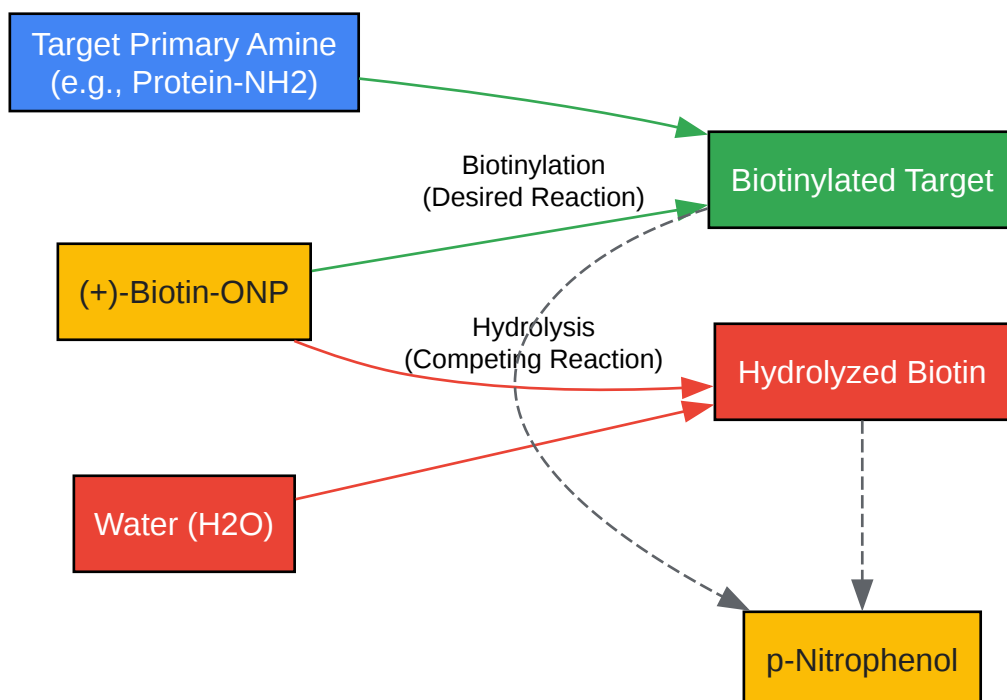 Target Primary Amine
(e.g., Protein-NH2)
Biotinylation
(Desired Reaction)
Biotinylated Target
(+)-Biotin-ONP
Hydrolysis
(Competing Reaction)
Hydrolyzed Biotin
Water (H2O)
p-Nitrophenol